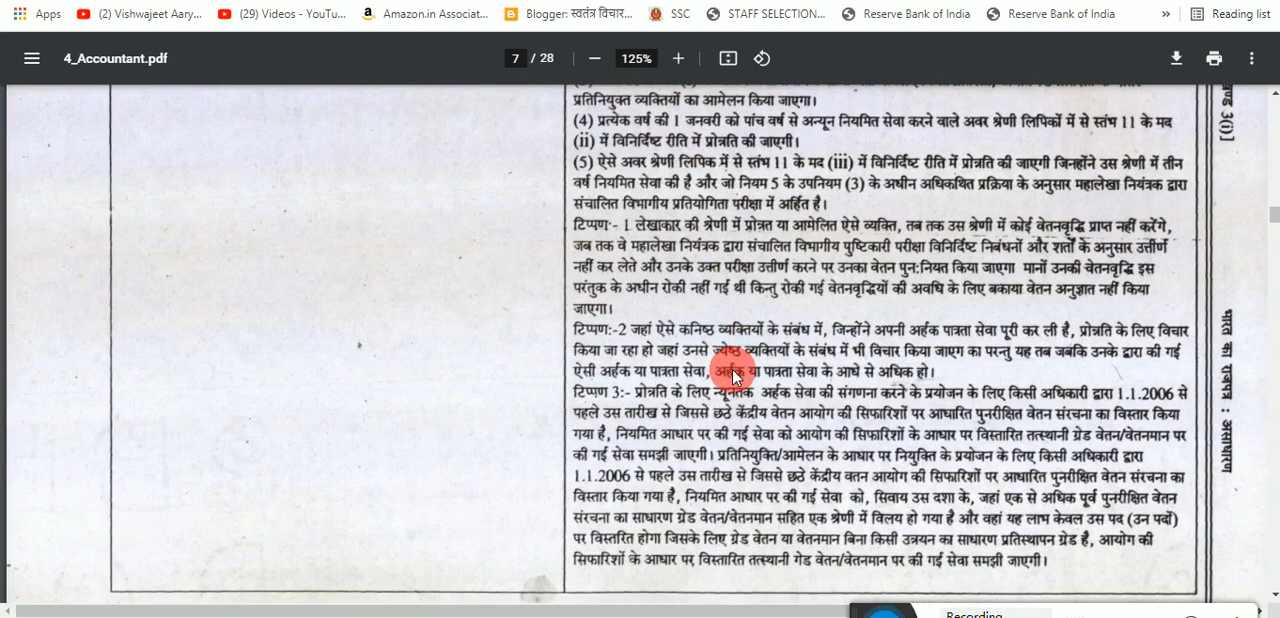 Apps (2) Vishwajeet Aary... (29) Videos - YouTu... Amazon.in Associat... Blogger: स्वतंत्र विचार... SSC STAFF SELECTION... Reserve Bank of India Reserve Bank of India » Reading list
4_Accountant.pdf 7 / 28 125%
प्रतिनियुक्त व्यक्तियों का आमेलन किया जाएगा।
(4) प्रत्येक वर्ष की 1 जनवरी को पांच वर्ष से अन्यून नियमित सेवा करने वाले अवर श्रेणी लिपिकों में से स्तंभ 11 के मद
(ii) में विनिर्दिष्ट रीति में प्रोन्नति की जाएगी।
(5) ऐसे अवर श्रेणी लिपिक में से स्तंभ 11 के मद (iii) में विनिर्दिष्ट रीति में प्रोन्नति की जाएगी जिन्होंने उस श्रेणी में तीन
वर्ष नियमित सेवा की है और जो नियम 5 के उपनियम (3) के अधीन अधिकथित प्रक्रिया के अनुसार महालेखा नियंत्रक द्वारा
संचालित विभागीय प्रतियोगिता परीक्षा में अर्हित है।
टिप्पण:- 1 लेखाकार की श्रेणी में प्रोन्नत या आमेलित ऐसे व्यक्ति, तब तक उस श्रेणी में कोई वेतनवृद्धि प्राप्त नहीं करेंगे,
जब तक वे महालेखा नियंत्रक द्वारा संचालित विभागीय पुष्टिकारी परीक्षा विनिर्दिष्ट निबंधनों और शर्तों के अनुसार उत्तीर्ण
नहीं कर लेते और उनके उक्त परीक्षा उत्तीर्ण करने पर उनका वेतन पुन:नियत किया जाएगा मानों उनकी वेतनवृद्धि इस
परंतुक के अधीन रोकी नहीं गई थी किन्तु रोकी गई वेतनवृद्धियों की अवधि के लिए बकाया वेतन अनुज्ञात नहीं किया
जाएगा।
टिप्पण:-2 जहां ऐसे कनिष्ठ व्यक्तियों के संबंध में, जिन्होंने अपनी अर्हक पात्रता सेवा पूरी कर ली है, प्रोन्नति के लिए विचार
किया जा रहा हो जहां उनसे ज्येष्ठ व्यक्तियों के संबंध में भी विचार किया जाएग का परन्तु यह तब जबकि उनके द्वारा की गई
ऐसी अर्हक या पात्रता सेवा, अर्हक या पात्रता सेवा के आधे से अधिक हो।
टिप्पण 3:- प्रोन्नति के लिए न्यूनतक अर्हक सेवा की संगणना करने के प्रयोजन के लिए किसी अधिकारी द्वारा 1.1.2006 से
पहले उस तारीख से जिससे छठे केंद्रीय वेतन आयोग की सिफारिशों पर आधारित पुनरीक्षित वेतन संरचना का विस्तार किया
गया है, नियमित आधार पर की गई सेवा को आयोग की सिफारिशों के आधार पर विस्तारित तत्स्थानी ग्रेड वेतन/वेतनमान पर
की गई सेवा समझी जाएगी। प्रतिनियुक्ति/आमेलन के आधार पर नियुक्ति के प्रयोजन के लिए किसी अधिकारी द्वारा
1.1.2006 से पहले उस तारीख से जिससे छठे केंद्रीय वतन आयोग की सिफारिशों पर आधारित पुनरीक्षित वेतन संरचना का
विस्तार किया गया है, नियमित आधार पर की गई सेवा को, सिवाय उस दशा के, जहां एक से अधिक पूर्व पुनरीक्षित वेतन
संरचना का साधारण ग्रेड वेतन/वेतनमान सहित एक श्रेणी में विलय हो गया है और वहां यह लाभ केवल उस पद (उन पदों)
पर विस्तरित होगा जिसके लिए ग्रेड वेतन या वेतनमान बिना किसी उन्नयन का साधारण प्रतिस्थापन ग्रेड है, आयोग की
सिफारिशों के आधार पर विस्तारित तत्स्थानी गेड वेतन/वेतनमान पर की गई सेवा समझी जाएगी।
3(i)]
भारत का राजपत्र : असाधारण
Recording